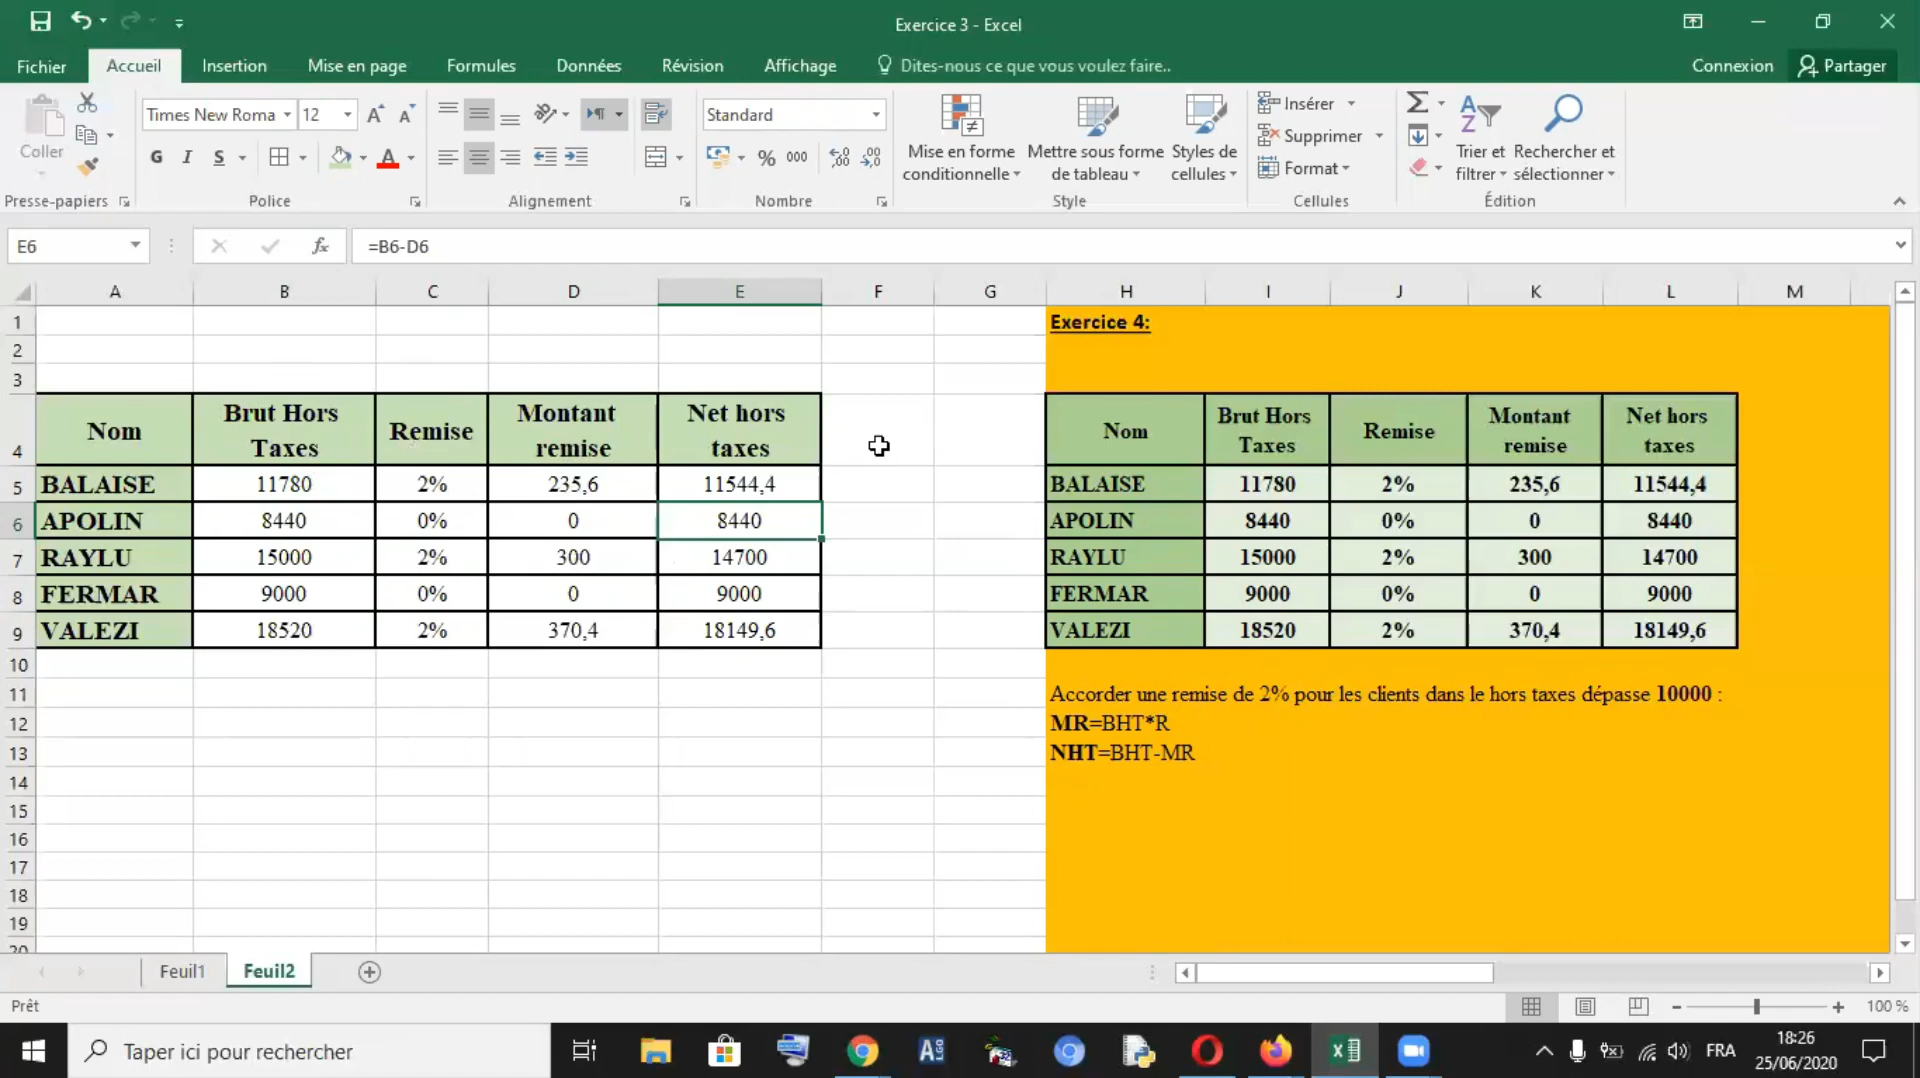 Exercice 3 - Excel
Fichier Accueil Insertion Mise en page Formules Données Révision Affichage Dites-nous ce que vous voulez faire.. Connexion Partager
Coller
Presse-papiers
Times New Roma 12
G I S
Police
Alignement
Standard
% 000
Nombre
Mise en forme conditionnelle
Mettre sous forme de tableau
Styles de cellules
Style
Insérer
Supprimer
Format
Cellules
Trier et filtrer
Rechercher et sélectionner
Édition
E6 fx =B6-D6
A B C D E F G H I J K L M
1 Exercice 4:
2
3
4 Nom Brut Hors Taxes Remise Montant remise Net hors taxes Nom Brut Hors Taxes Remise Montant remise Net hors taxes
5 BALAISE 11780 2% 235,6 11544,4 BALAISE 11780 2% 235,6 11544,4
6 APOLIN 8440 0% 0 8440 APOLIN 8440 0% 0 8440
7 RAYLU 15000 2% 300 14700 RAYLU 15000 2% 300 14700
8 FERMAR 9000 0% 0 9000 FERMAR 9000 0% 0 9000
9 VALEZI 18520 2% 370,4 18149,6 VALEZI 18520 2% 370,4 18149,6
10
11 Accorder une remise de 2% pour les clients dans le hors taxes dépasse 10000 :
12 MR=BHT*R
13 NHT=BHT-MR
14
15
16
17
18
19
20
Feuil1 Feuil2
Prêt 100 %
Taper ici pour rechercher
FRA
18:26
25/06/2020